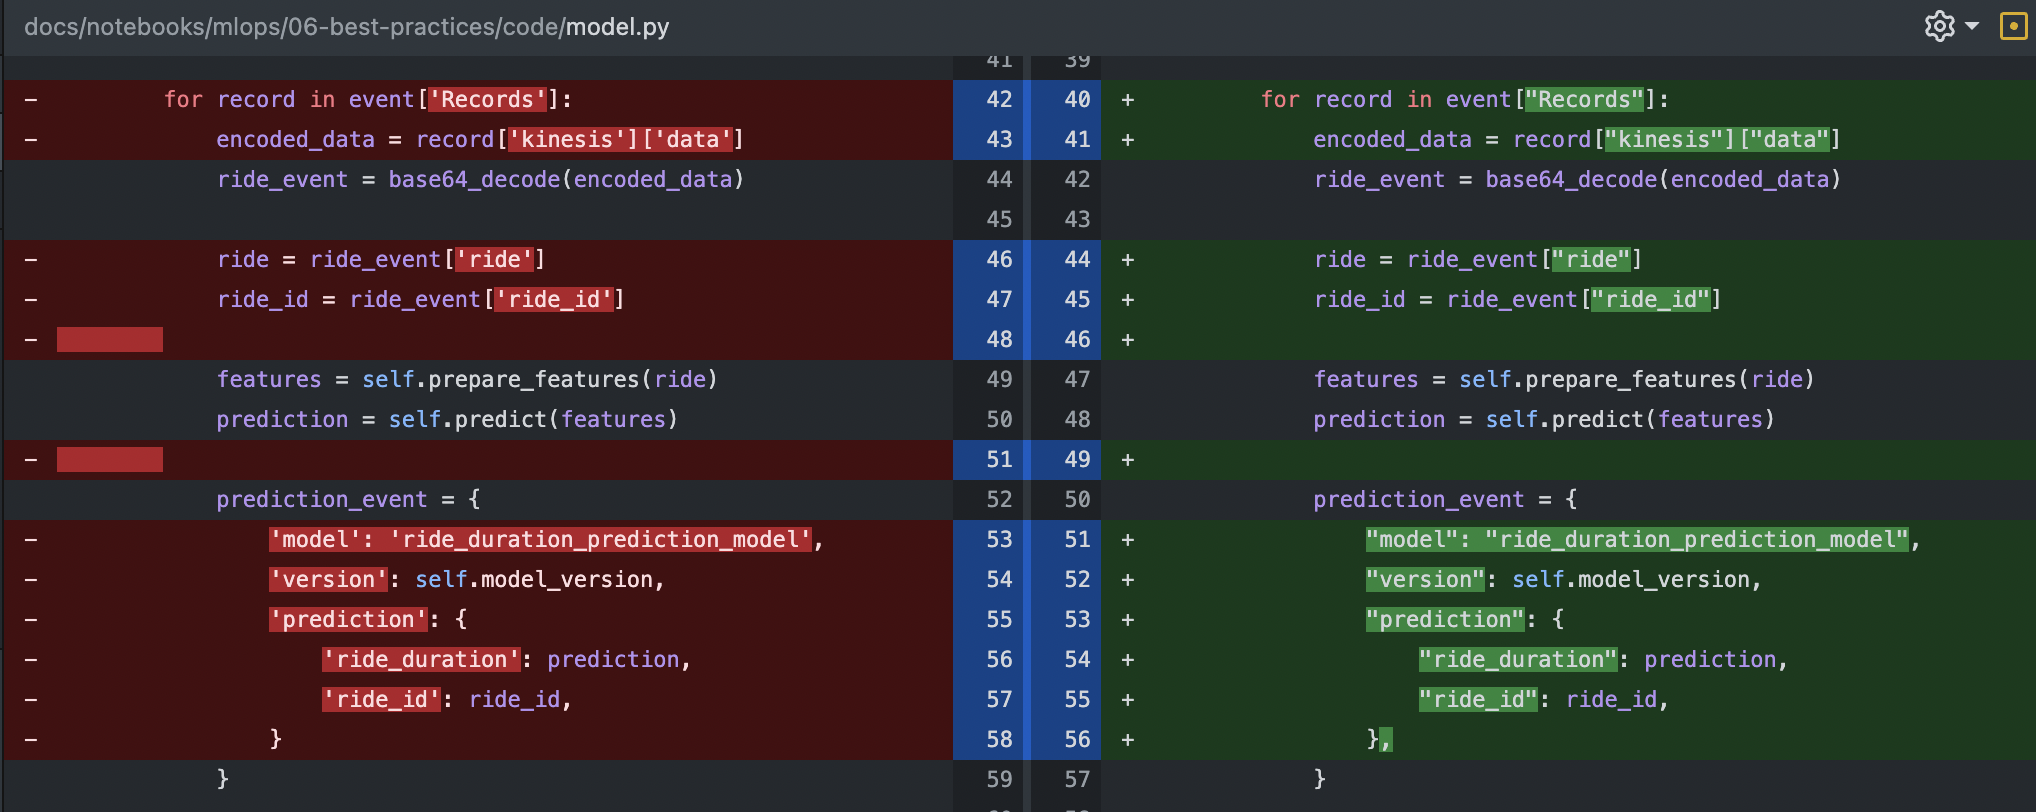 docs/notebooks/mlops/06-best-practices/code/model.py
41 39
- for record in event['Records']: 42 40 + for record in event["Records"]:
- encoded_data = record['kinesis']['data'] 43 41 + encoded_data = record["kinesis"]["data"]
ride_event = base64_decode(encoded_data) 44 42 ride_event = base64_decode(encoded_data)
45 43
- ride = ride_event['ride'] 46 44 + ride = ride_event["ride"]
- ride_id = ride_event['ride_id'] 47 45 + ride_id = ride_event["ride_id"]
- 48 46 +
features = self.prepare_features(ride) 49 47 features = self.prepare_features(ride)
prediction = self.predict(features) 50 48 prediction = self.predict(features)
- 51 49 +
prediction_event = { 52 50 prediction_event = {
- 'model': 'ride_duration_prediction_model', 53 51 + "model": "ride_duration_prediction_model",
- 'version': self.model_version, 54 52 + "version": self.model_version,
- 'prediction': { 55 53 + "prediction": {
- 'ride_duration': prediction, 56 54 + "ride_duration": prediction,
- 'ride_id': ride_id, 57 55 + "ride_id": ride_id,
- } 58 56 + },
} 59 57 }